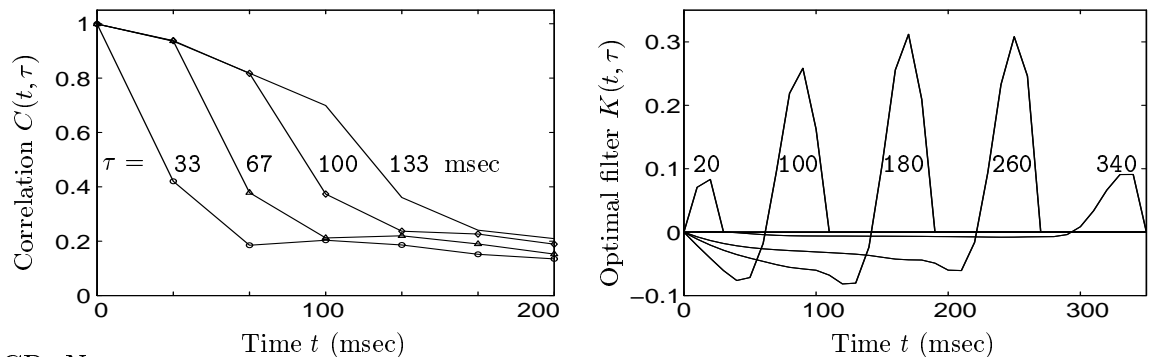 Correlation C(t, τ)
1
0.8
0.6
0.4
0.2
0
τ = 33 67 100 133 msec
0 100 200
Time t (msec)
Optimal filter K(t, τ)
0.3
0.2
0.1
0
−0.1
20 100 180 260 340
0 100 200 300
Time t (msec)